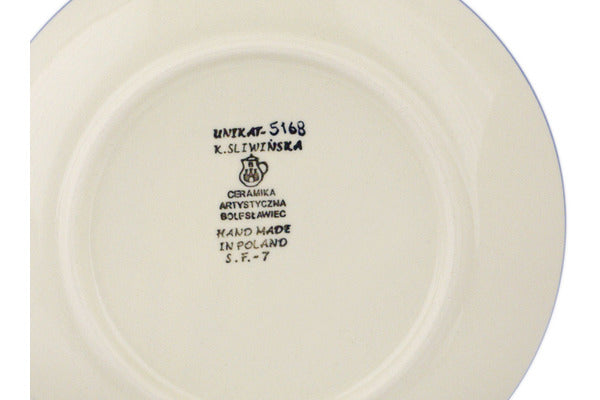 UNIKAT-5168
K. SLIWIŃSKA
CERAMIKA
ARTYSTYCZNA
BOLESŁAWIEC
HAND MADE
IN POLAND
S.F.-7